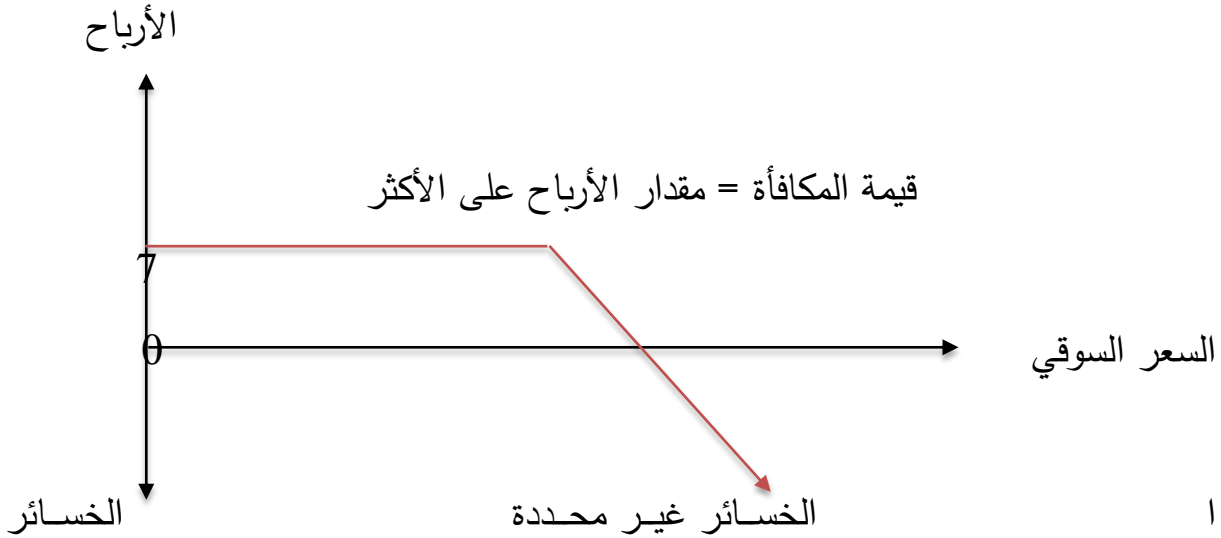 الأرباح
قيمة المكافأة = مقدار الأرباح على الأكثر
7
0
السعر السوقي
ا
الخسائر غير محددة
الخسائر